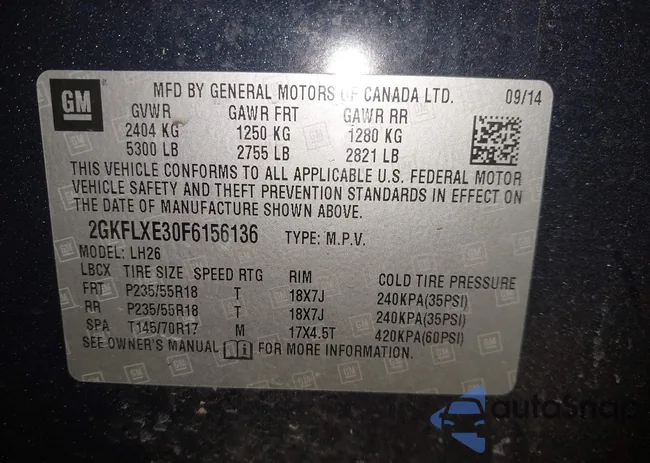 GM
MFD BY GENERAL MOTORS OF CANADA LTD. 09/14
GVWR GAWR FRT GAWR RR
2404 KG 1250 KG 1280 KG
5300 LB 2755 LB 2821 LB
THIS VEHICLE CONFORMS TO ALL APPLICABLE U.S. FEDERAL MOTOR
VEHICLE SAFETY AND THEFT PREVENTION STANDARDS IN EFFECT ON
THE DATE OF MANUFACTURE SHOWN ABOVE.
2GKFLXE30F6156136 TYPE: M.P.V.
MODEL: LH26
LBCX TIRE SIZE SPEED RTG RIM COLD TIRE PRESSURE
FRT P235/55R18 T 18X7J 240KPA(35PSI)
RR P235/55R18 T 18X7J 240KPA(35PSI)
SPA T145/70R17 M 17X4.5T 420KPA(60PSI)
SEE OWNER'S MANUAL FOR MORE INFORMATION.
autoSnap